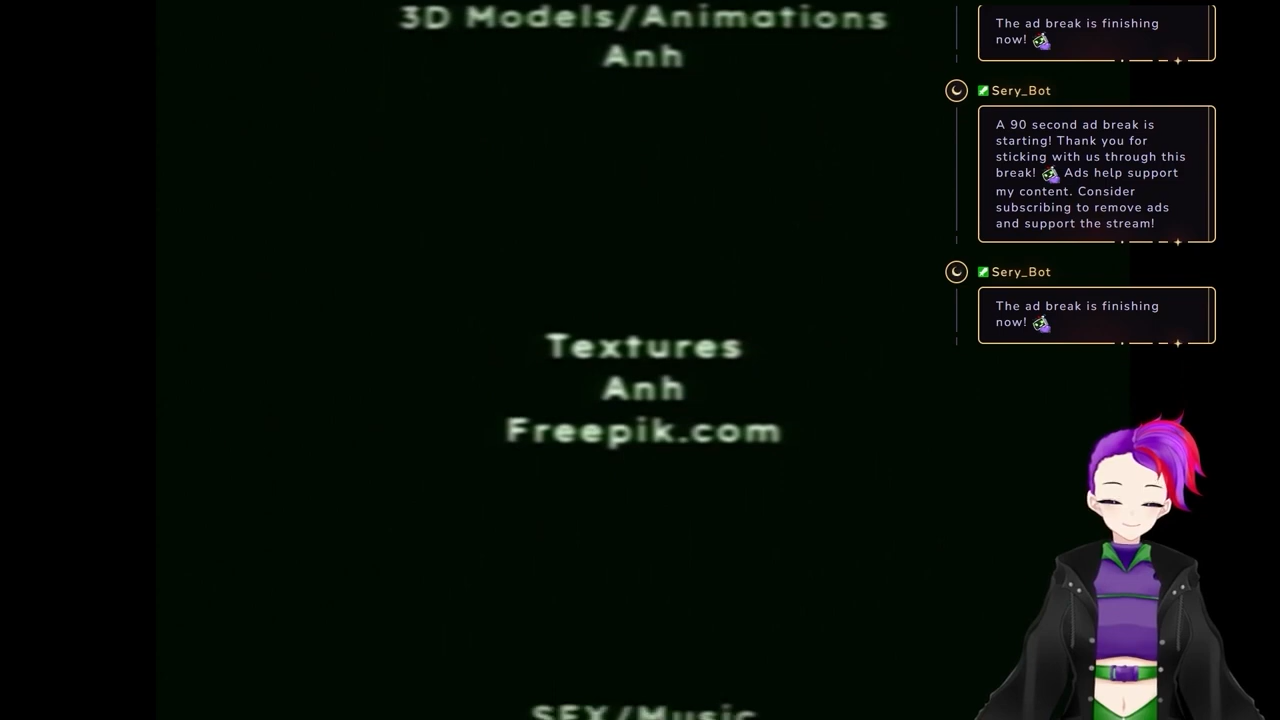 3D Models/Animations
Anh
Textures
Anh
Freepik.com
SFX/Music
The ad break is finishing
now!
Sery_Bot
A 90 second ad break is
starting! Thank you for
sticking with us through this
break! Ads help support
my content. Consider
subscribing to remove ads
and support the stream!
Sery_Bot
The ad break is finishing
now!